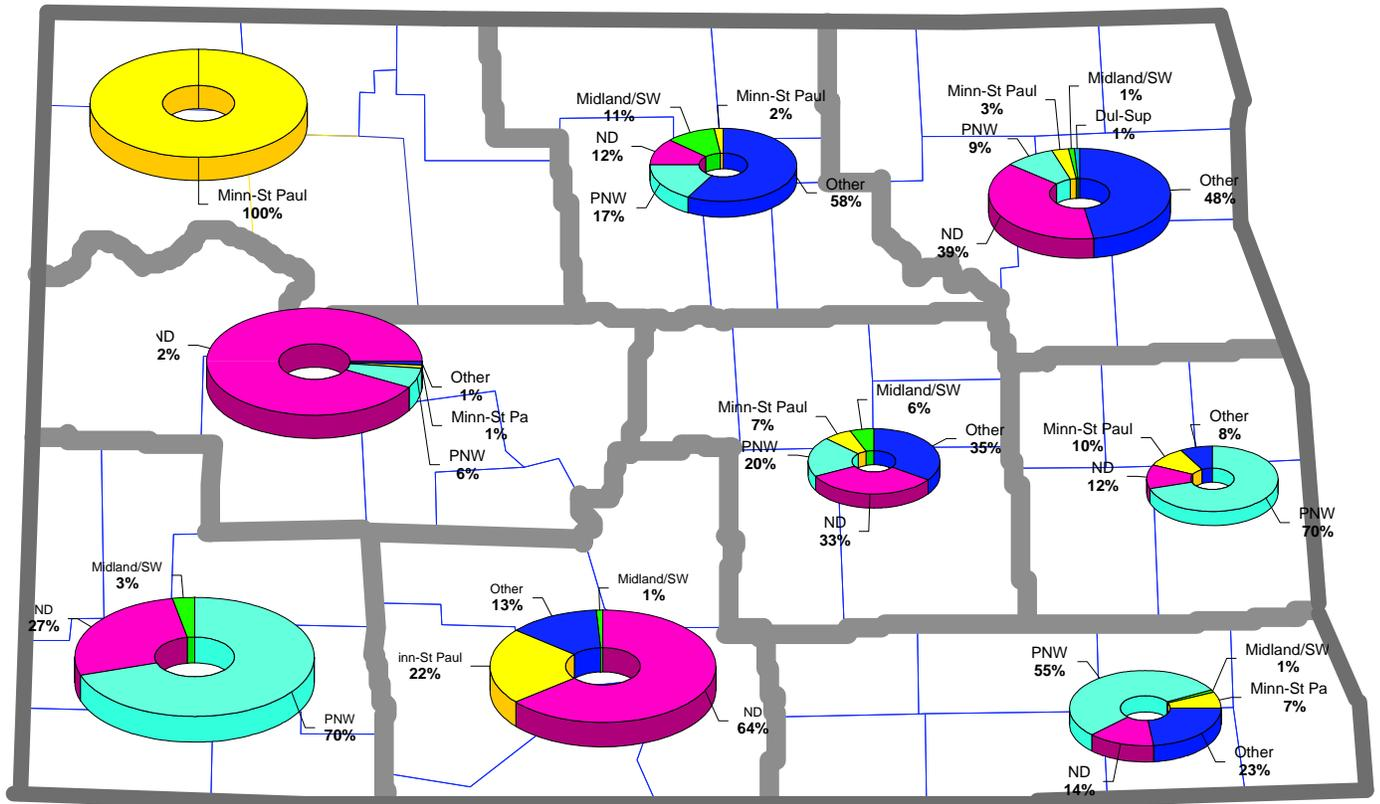 Minn-St Paul
100%
Midland/SW
11%
Minn-St Paul
2%
ND
12%
PNW
17%
Other
58%
Midland/SW
1%
Minn-St Paul
3%
Dul-Sup
1%
PNW
9%
Other
48%
ND
39%
ND
2%
Other
1%
Minn-St Pa
1%
PNW
6%
Midland/SW
6%
Minn-St Paul
7%
Other
35%
PNW
20%
ND
33%
Other
8%
Minn-St Paul
10%
ND
12%
PNW
70%
Midland/SW
3%
ND
27%
PNW
70%
Midland/SW
1%
Other
13%
inn-St Paul
22%
ND
64%
PNW
55%
Midland/SW
1%
Minn-St Pa
7%
Other
23%
ND
14%